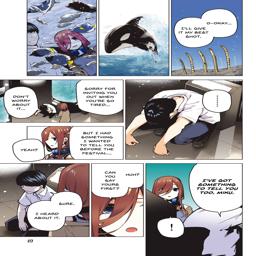 O-OKAY...
I'LL GIVE
IT MY BEST
SHOT.
.......
SORRY FOR
INVITING YOU
OUT WHEN
YOU'RE SO
TIRED...
DON'T
WORRY
ABOUT
IT...
BUT I HAD
SOMETHING
I WANTED
TO TELL YOU
BEFORE THE
FESTIVAL...
YEAH?
I'VE GOT
SOMETHING
TO TELL YOU
TOO, MIKU.
HUH?
CAN
YOU SAY
YOURS
FIRST?
SURE.
I HEARD
ABOUT IT.
!